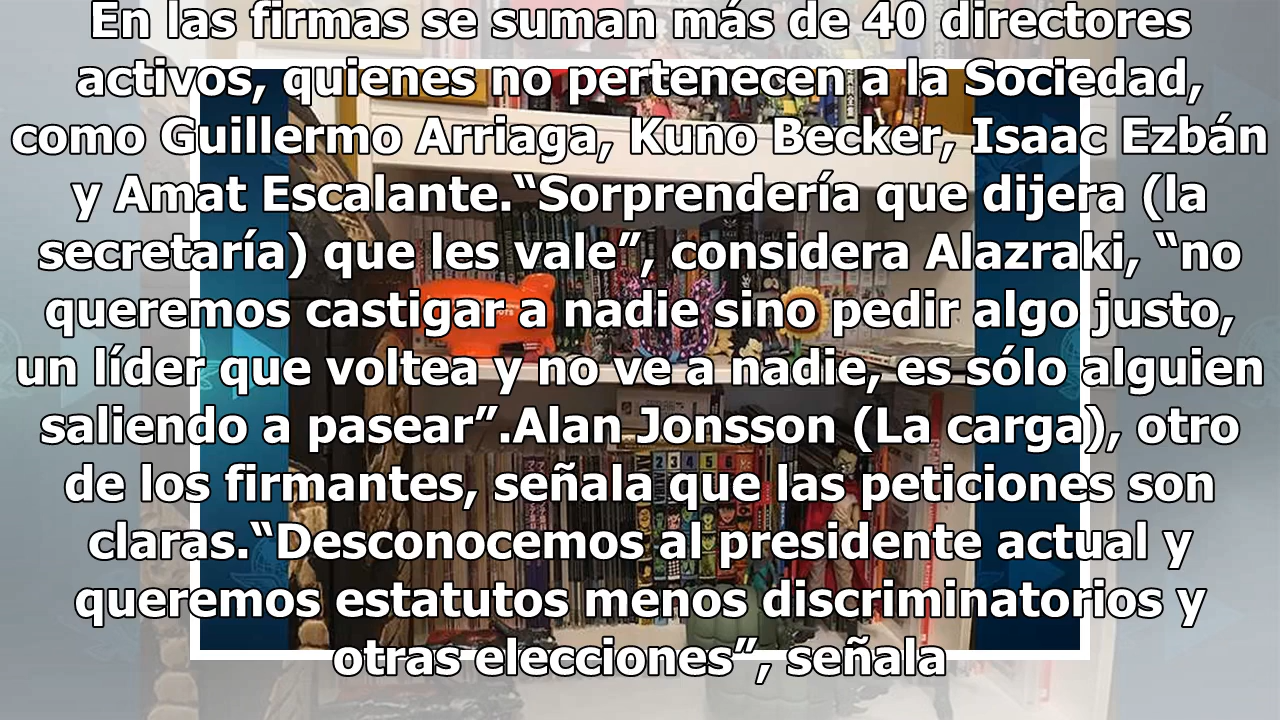 En las firmas se suman más de 40 directores
activos, quienes no pertenecen a la Sociedad,
como Guillermo Arriaga, Kuno Becker, Isaac Ezbán
y Amat Escalante.“Sorprendería que dijera (la
secretaría) que les vale”, considera Alazraki, “no
queremos castigar a nadie sino pedir algo justo,
un líder que voltea y no ve a nadie, es sólo alguien
saliendo a pasear”.Alan Jonsson (La carga), otro
de los firmantes, señala que las peticiones son
claras.“Desconocemos al presidente actual y
queremos estatutos menos discriminatorios y
otras elecciones”, señala